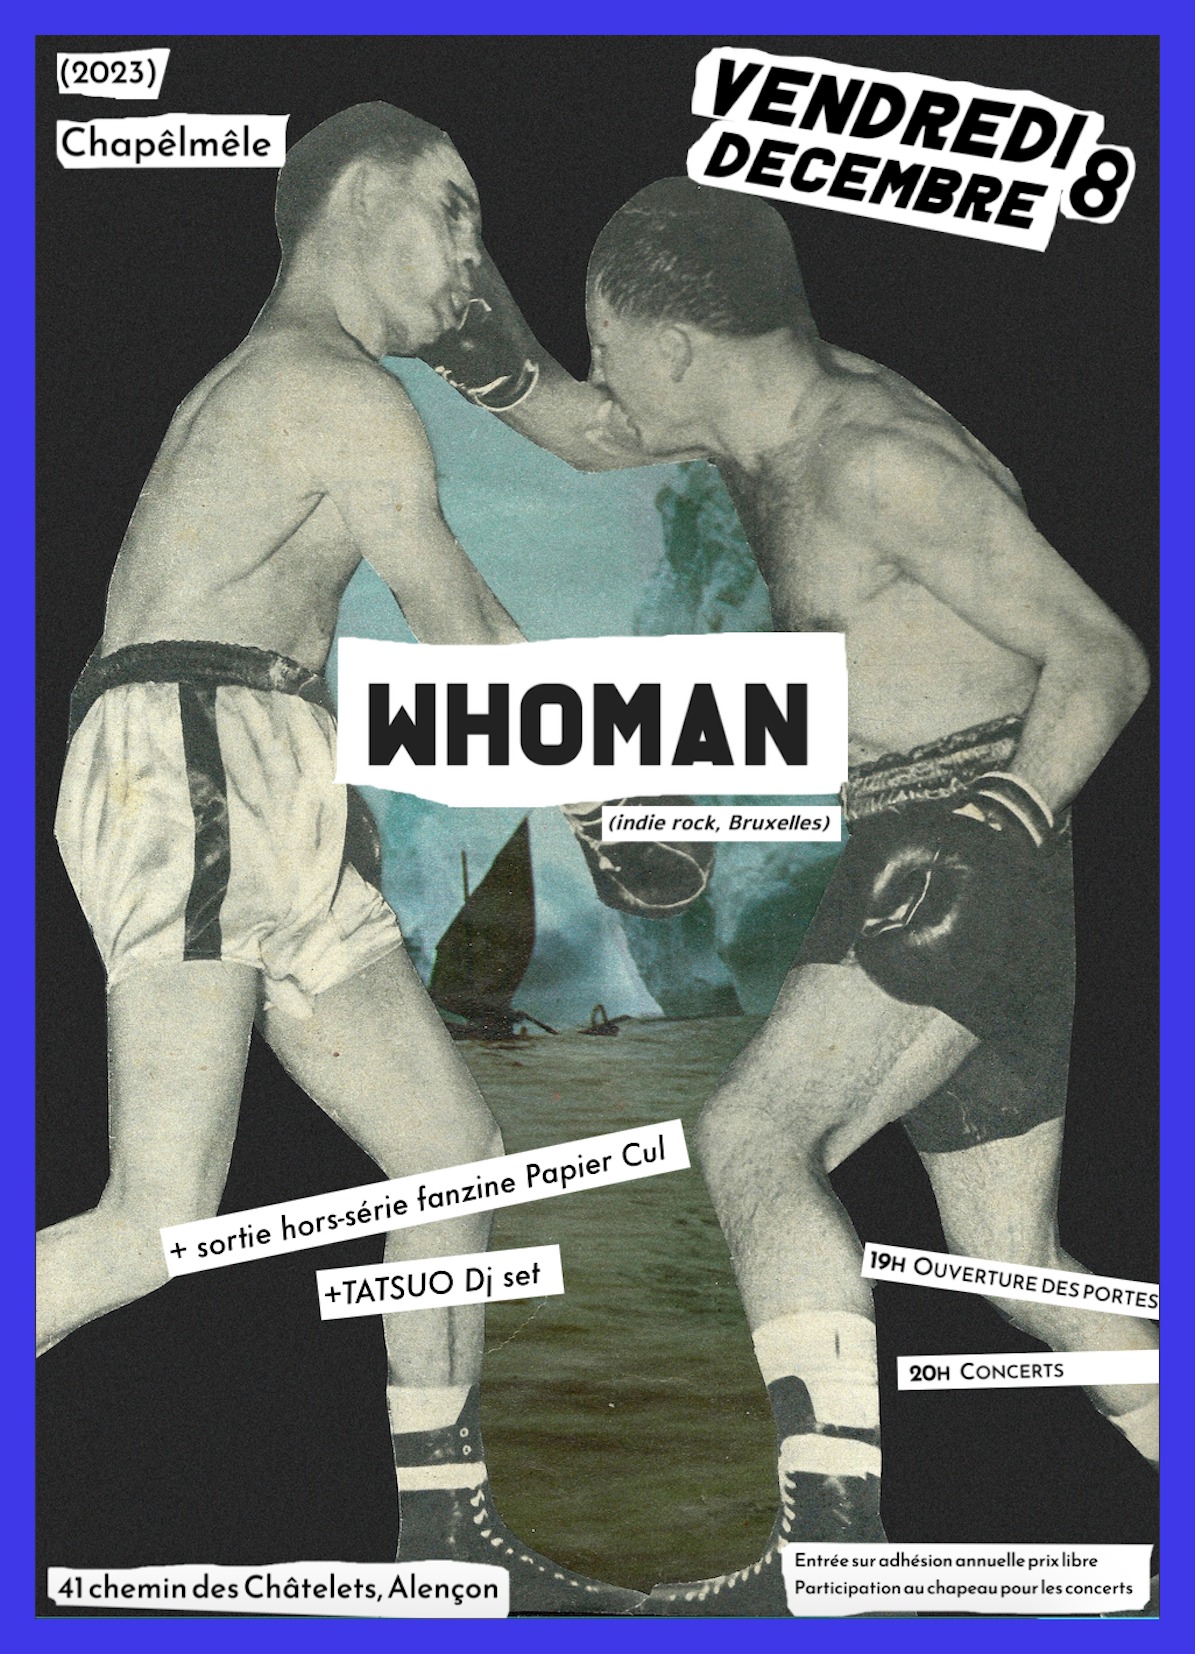 (2023)
Chapêlmêle
VENDREDI
DECEMBRE 8
WHOMAN
(indie rock, Bruxelles)
+ sortie hors-série fanzine Papier Cul
+TATSUO Dj set
19H OUVERTURE DES PORTES
20H CONCERTS
41 chemin des Châtelets, Alençon
Entrée sur adhésion annuelle prix libre
Participation au chapeau pour les concerts